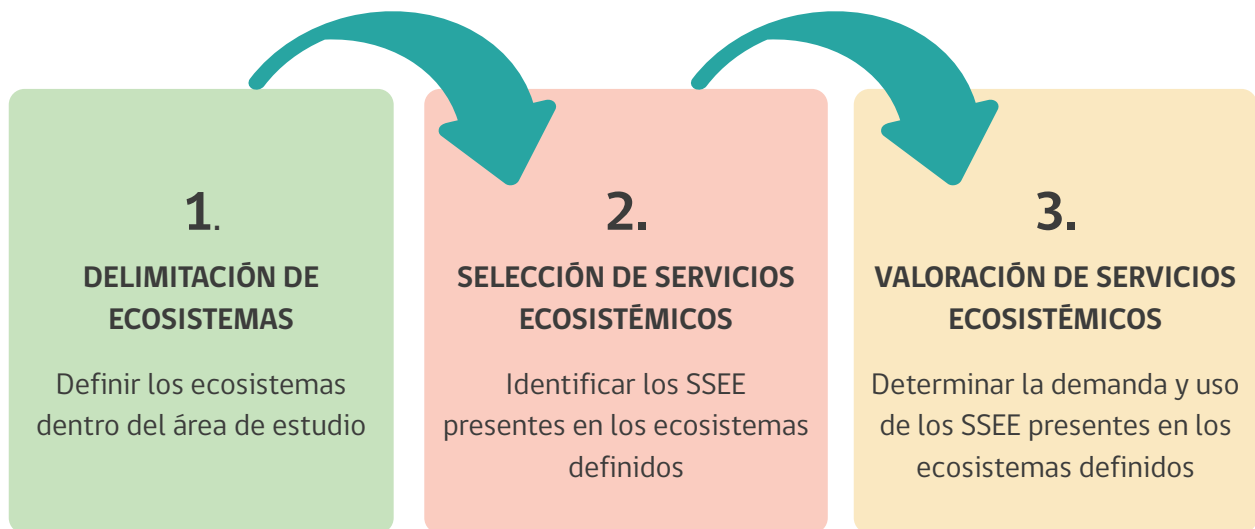 1.
DELIMITACIÓN DE
ECOSISTEMAS
Definir los ecosistemas
dentro del área de estudio
2.
SELECCIÓN DE SERVICIOS
ECOSISTÉMICOS
Identificar los SSEE
presentes en los ecosistemas
definidos
3.
VALORACIÓN DE SERVICIOS
ECOSISTÉMICOS
Determinar la demanda y uso
de los SSEE presentes en los
ecosistemas definidos